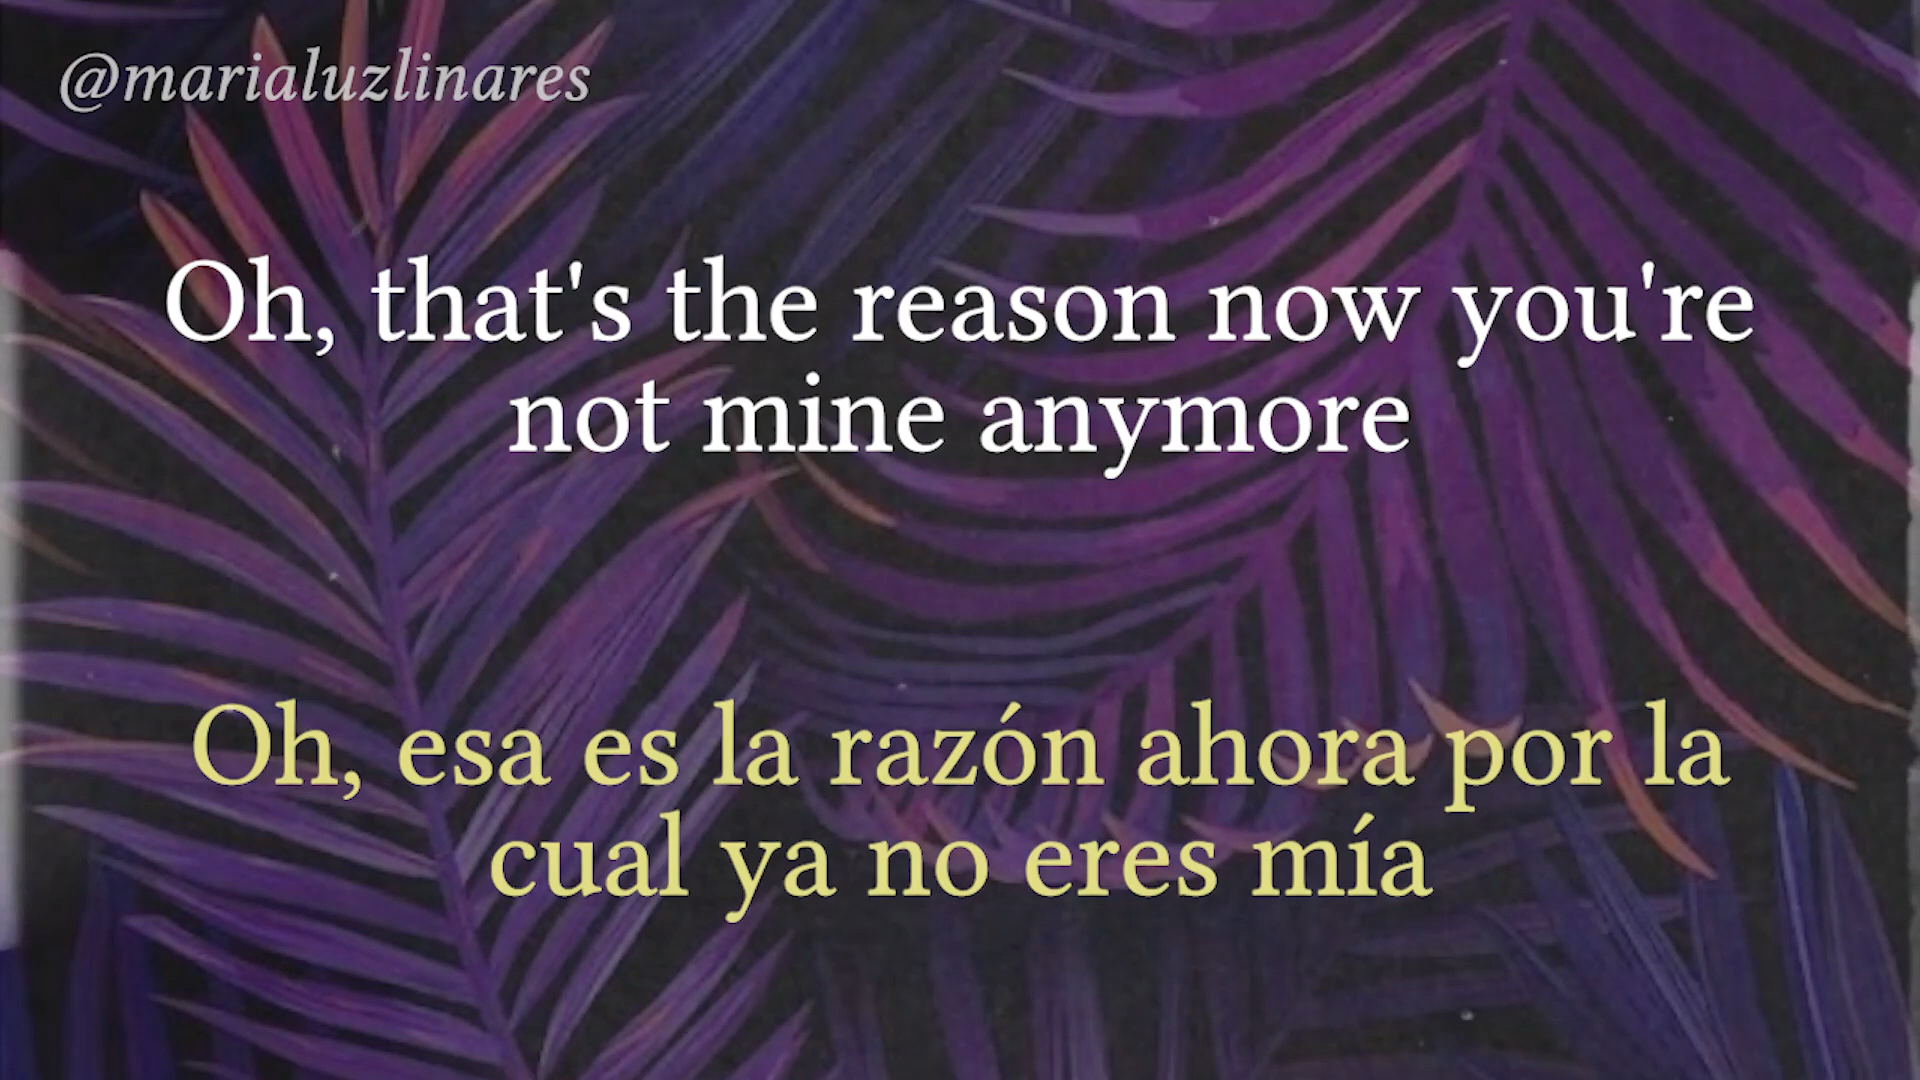 @marialuzlinares
Oh, that's the reason now you're
not mine anymore
Oh, esa es la razón ahora por la
cual ya no eres mía